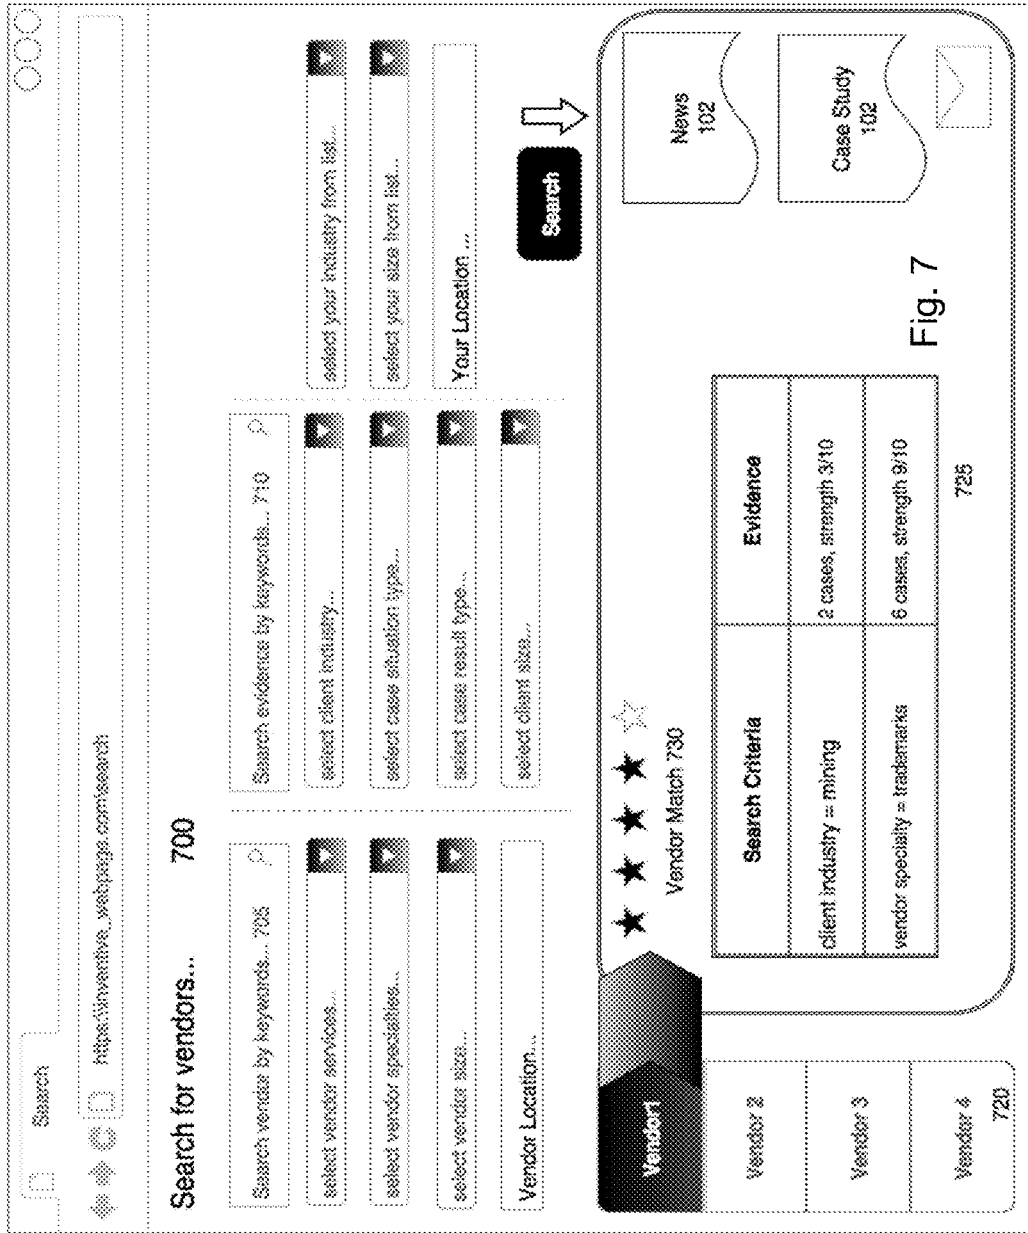 Search
https://inventive_webpage.com/search
Search for vendors... 700
Search vendor by keywords... 705
select vendor services...
select vendor specialties...
select vendor size...
Vendor Location...
Search evidence by keywords... 710
select client industry...
select case situation type...
select case result type...
select client size...
select your industry from list...
select your size from list...
Your Location ...
Search
Vendor1
Vendor 2
Vendor 3
Vendor 4
720
Vendor Match 730
Search Criteria Evidence
client industry = mining 2 cases, strength 3/10
vendor specialty = trademarks 6 cases, strength 9/10
725
News
102
Case Study
102
Fig. 7